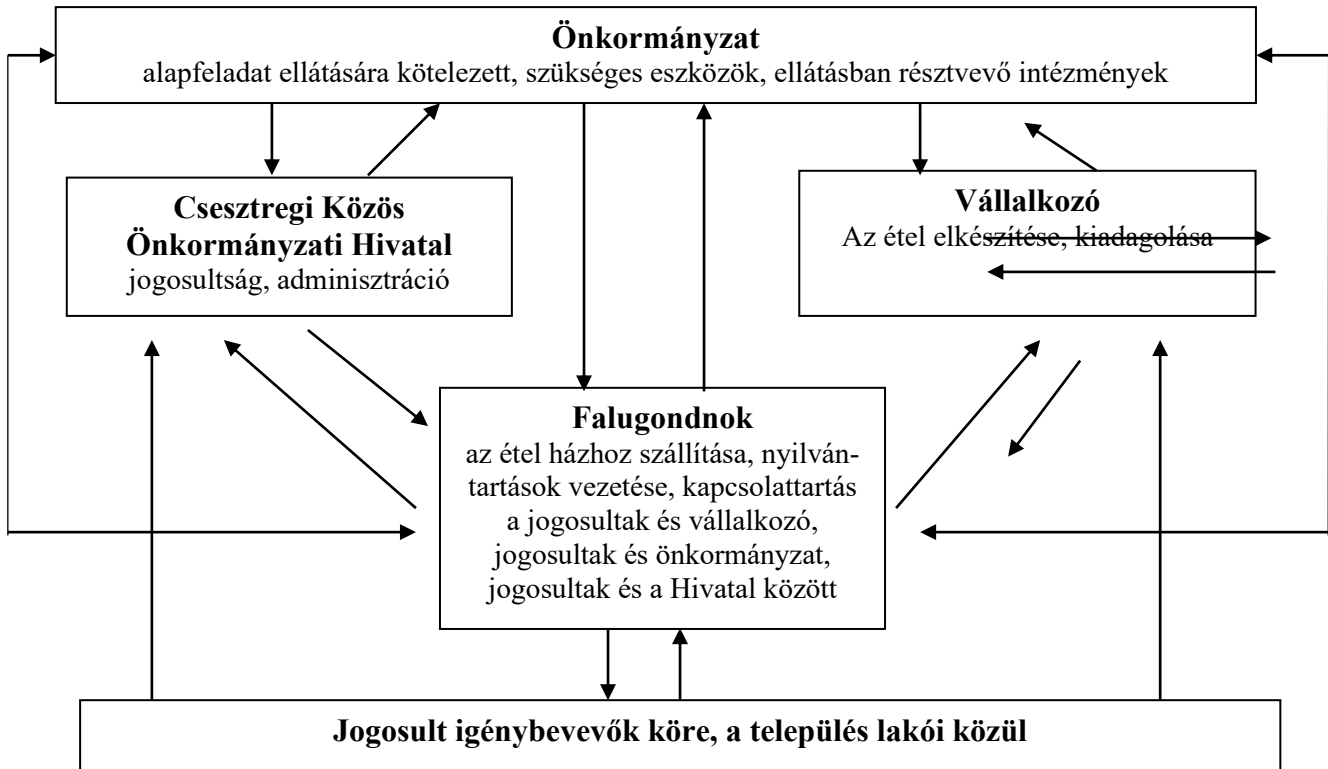 Önkormányzat
alapfeladat ellátására kötelezett, szükséges eszközök, ellátásban résztvevő intézmények
Csesztregi Közös
Önkormányzati Hivatal
jogosultság, adminisztráció
Vállalkozó
Az étel elkészítése, kiadagolása
Falugondnok
az étel házhoz szállítása, nyilván-
tartások vezetése, kapcsolattartás
a jogosultak és vállalkozó,
jogosultak és önkormányzat,
jogosultak és a Hivatal között
Jogosult igénybevevők köre, a település lakói közül